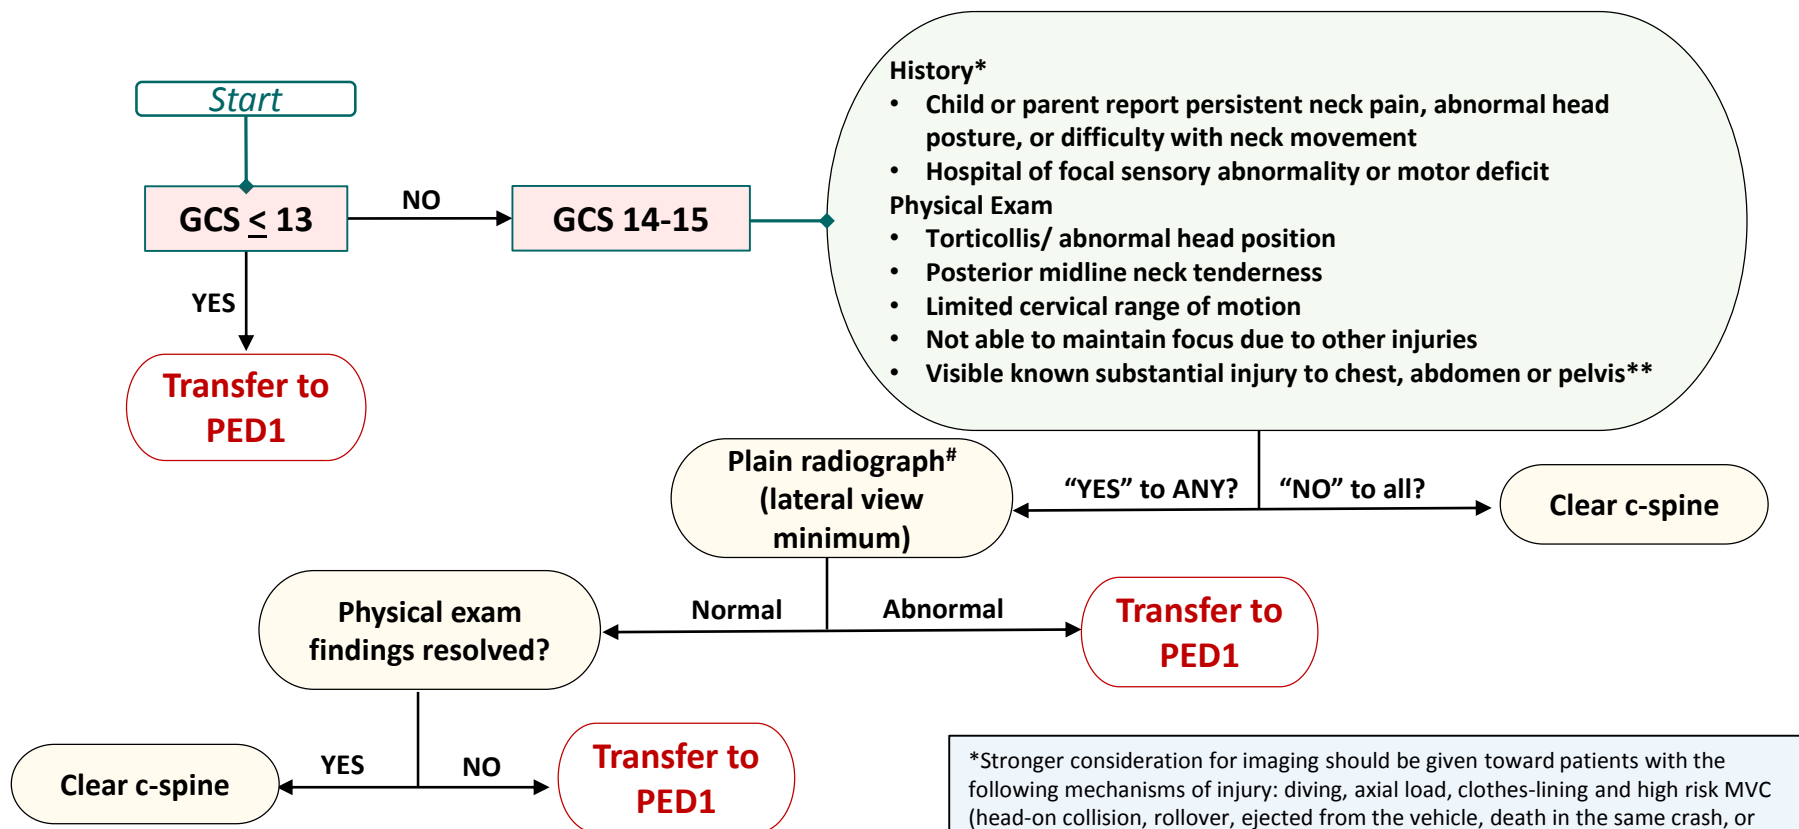 Start
GCS ≤ 13
NO
GCS 14-15
YES
Transfer to
PED1
History*
• Child or parent report persistent neck pain, abnormal head
posture, or difficulty with neck movement
• Hospital of focal sensory abnormality or motor deficit
Physical Exam
• Torticollis/ abnormal head position
• Posterior midline neck tenderness
• Limited cervical range of motion
• Not able to maintain focus due to other injuries
• Visible known substantial injury to chest, abdomen or pelvis**
“YES” to ANY?
“NO” to all?
Clear c-spine
Plain radiograph#
(lateral view
minimum)
Normal
Abnormal
Transfer to
PED1
Physical exam
findings resolved?
YES
NO
Clear c-spine
Transfer to
PED1
*Stronger consideration for imaging should be given toward patients with the
following mechanisms of injury: diving, axial load, clothes-lining and high risk MVC
(head-on collision, rollover, ejected from the vehicle, death in the same crash, or